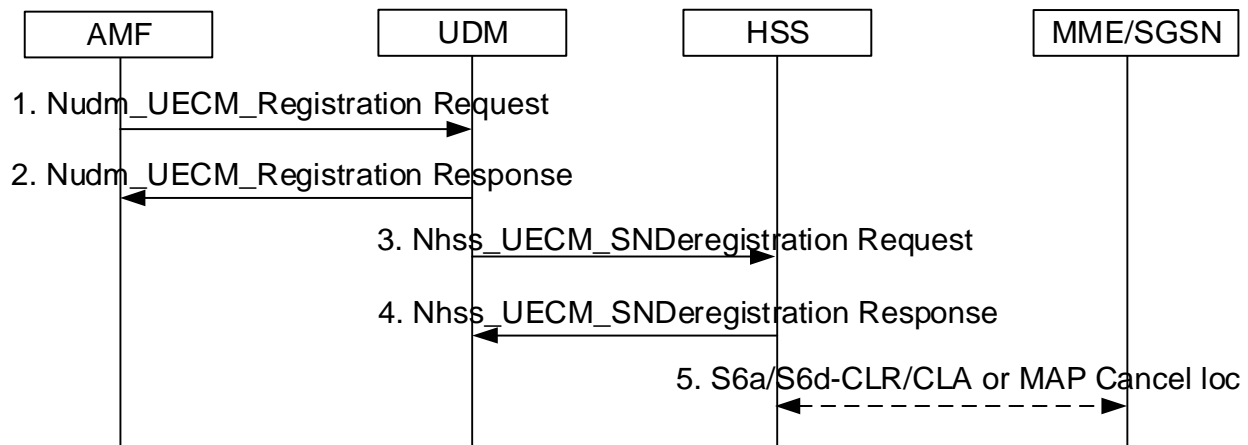 AMF UDM HSS MME/SGSN
1. Nudm_UECM_Registration Request
2. Nudm_UECM_Registration Response
3. Nhss_UECM_SNDeregistration Request
4. Nhss_UECM_SNDeregistration Response
5. S6a/S6d-CLR/CLA or MAP Cancel loc